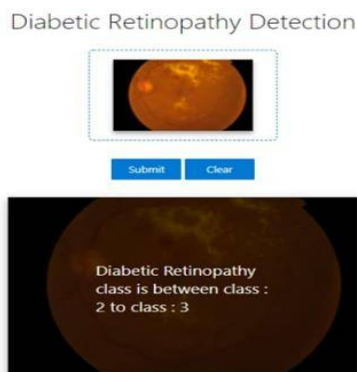 Diabetic Retinopathy Detection
Submit
Clear
Diabetic Retinopathy
class is between class :
2 to class : 3